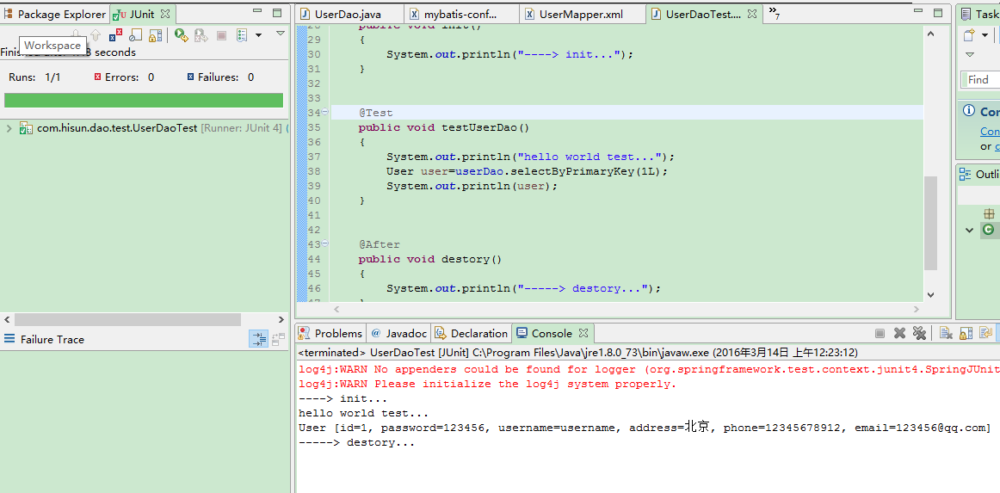 Package Explorer
JUnit
Workspace
Runs: 1/1
Errors: 0
Failures: 0
com.hisun.dao.test.UserDaoTest [Runner: JUnit 4] (
Failure Trace
UserDao.java
mybatis-conf...
UserMapper.xml
UserDaoTest....
»7
29 {
30 System.out.println("----> init...");
31 }
32
33
34 @Test
35 public void testUserDao()
36 {
37 System.out.println("hello world test...");
38 User user=userDao.selectByPrimaryKey(1L);
39 System.out.println(user);
40 }
41
42
43 @After
44 public void destory()
45 {
46 System.out.println("-----> destory...");
Task
Find
Con
Con
or
Outli
Problems
Javadoc
Declaration
Console
<terminated> UserDaoTest [JUnit] C:\Program Files\Java\jre1.8.0_73\bin\javaw.exe (2016年3月14日 上午12:23:12)
log4j:WARN No appenders could be found for logger (org.springframework.test.context.junit4.SpringJUnit
log4j:WARN Please initialize the log4j system properly.
----> init...
hello world test...
User [id=1, password=123456, username=username, address=北京, phone=12345678912, email=123456@qq.com]
-----> destory...